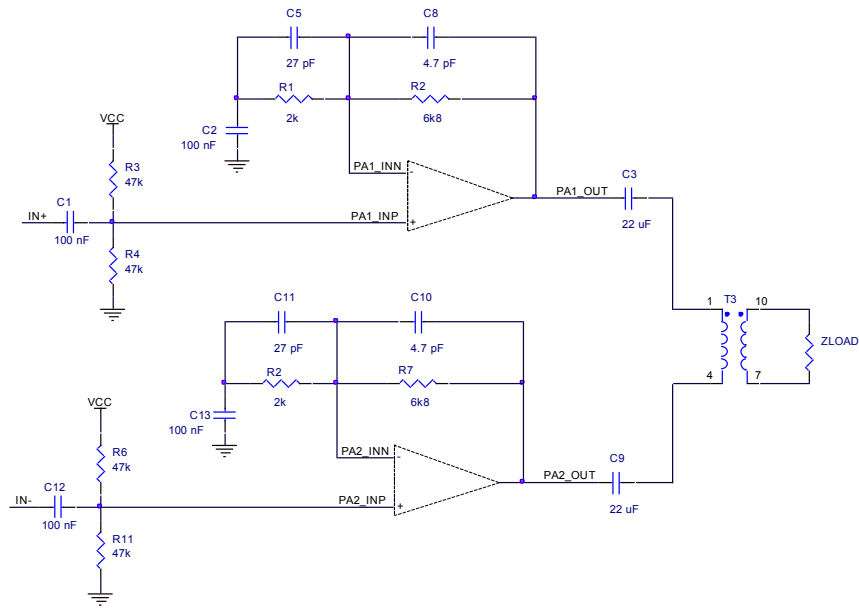 C5
C8
27 pF
4.7 pF
R1
R2
2k
6k8
C2
100 nF
VCC
R3
47k
PA1_INN
-
C1
IN+
100 nF
PA1_INP
+
PA1_OUT
C3
22 uF
R4
47k
C11
C10
27 pF
4.7 pF
1
T3
10
ZLOAD
4
7
R2
R7
2k
6k8
C13
100 nF
VCC
R6
47k
PA2_INN
-
C12
IN-
100 nF
PA2_INP
+
PA2_OUT
C9
22 uF
R11
47k